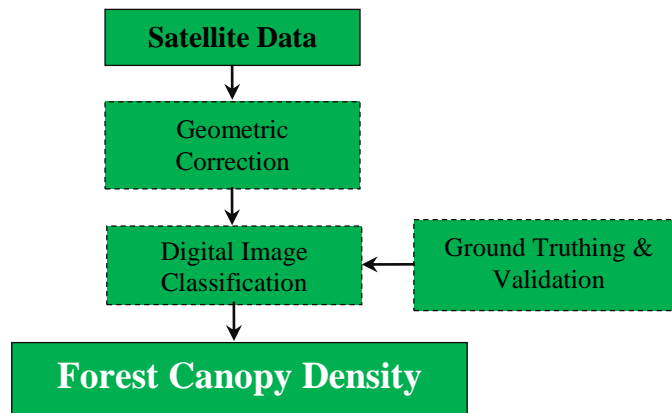 Satellite Data
Geometric
Correction
Digital Image
Classification
Ground Truthing &
Validation
Forest Canopy Density